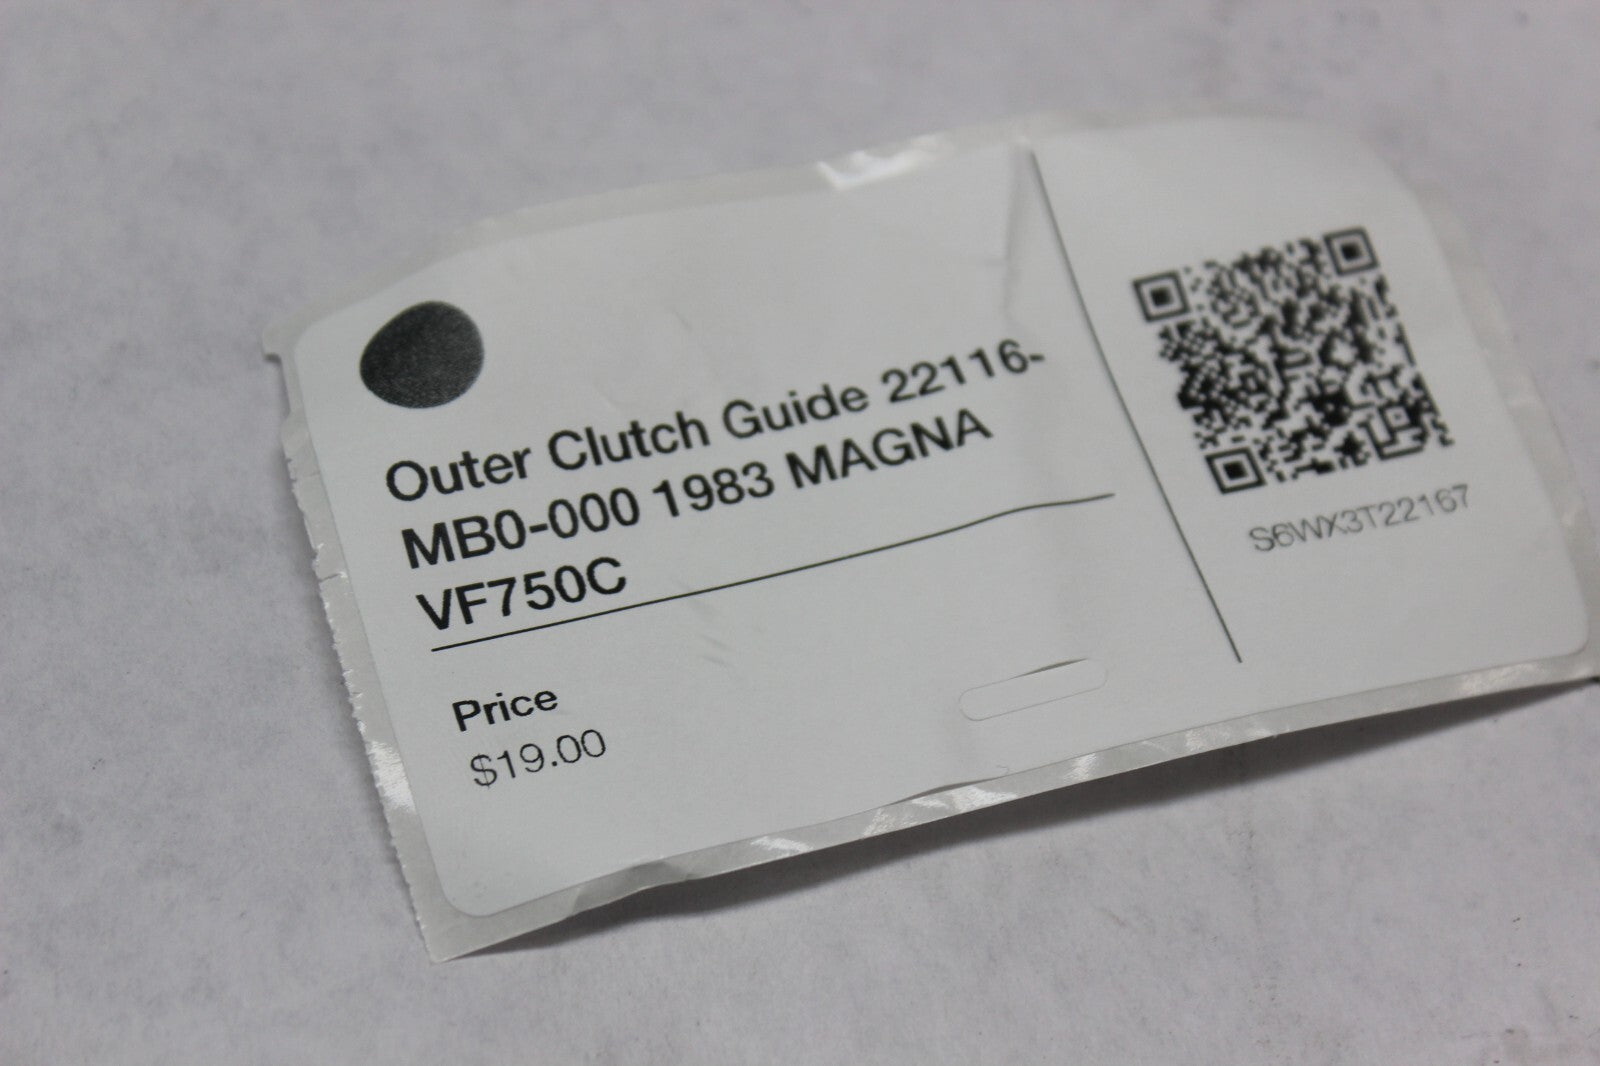 Outer Clutch Guide 22116-
MB0-000 1983 MAGNA
VF750C
Price
$19.00
S6WX3T22167